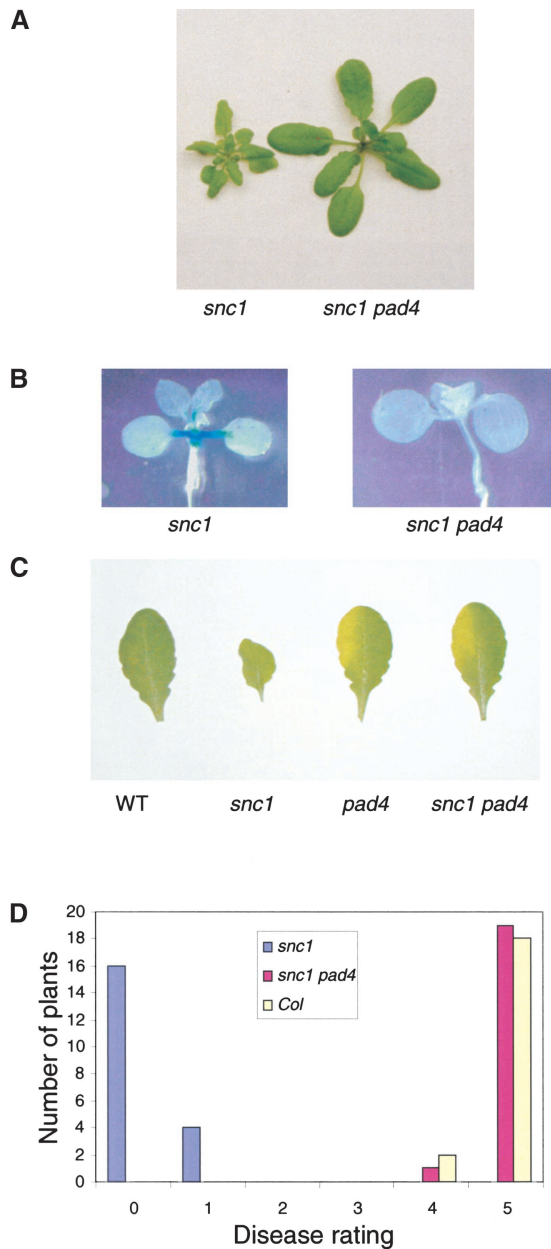 A
snc1 snc1 pad4
B
snc1 snc1 pad4
C
WT snc1 pad4 snc1 pad4
D
Number of plants
20
18
16
14
12
10
8
6
4
2
0
snc1
snc1 pad4
Col
0 1 2 3 4 5
Disease rating